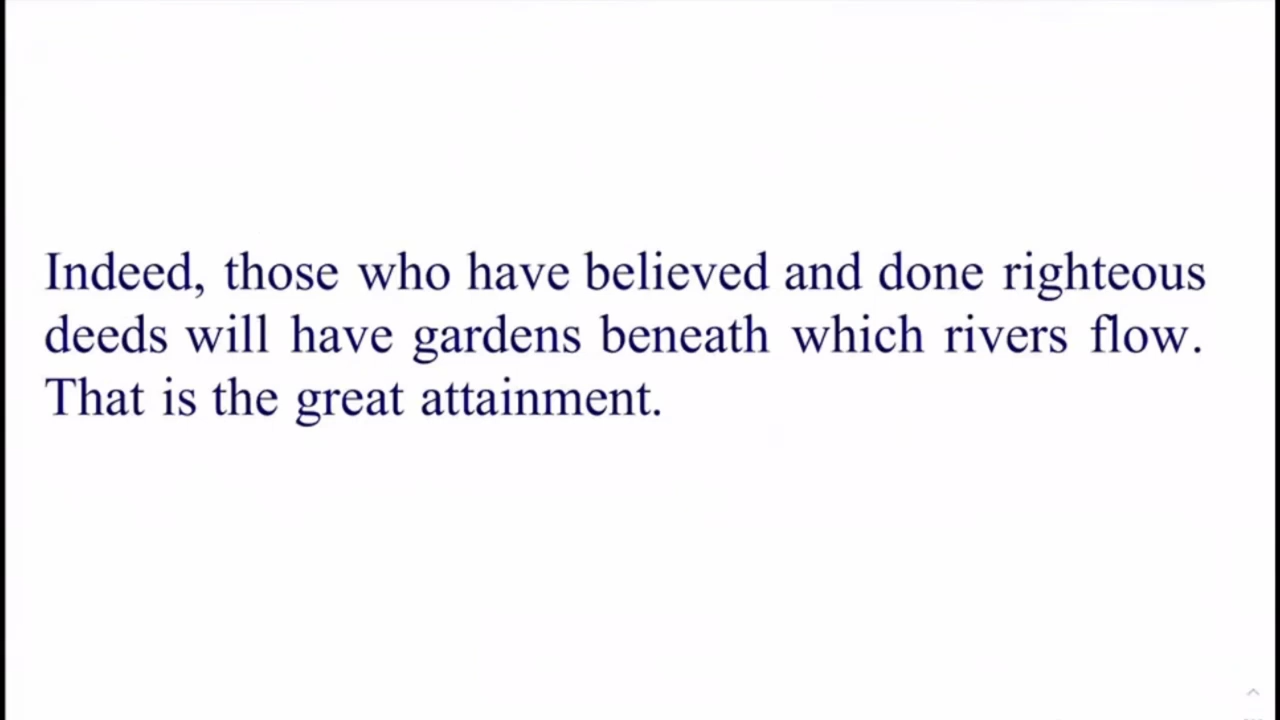 Indeed, those who have believed and done righteous
deeds will have gardens beneath which rivers flow.
That is the great attainment.